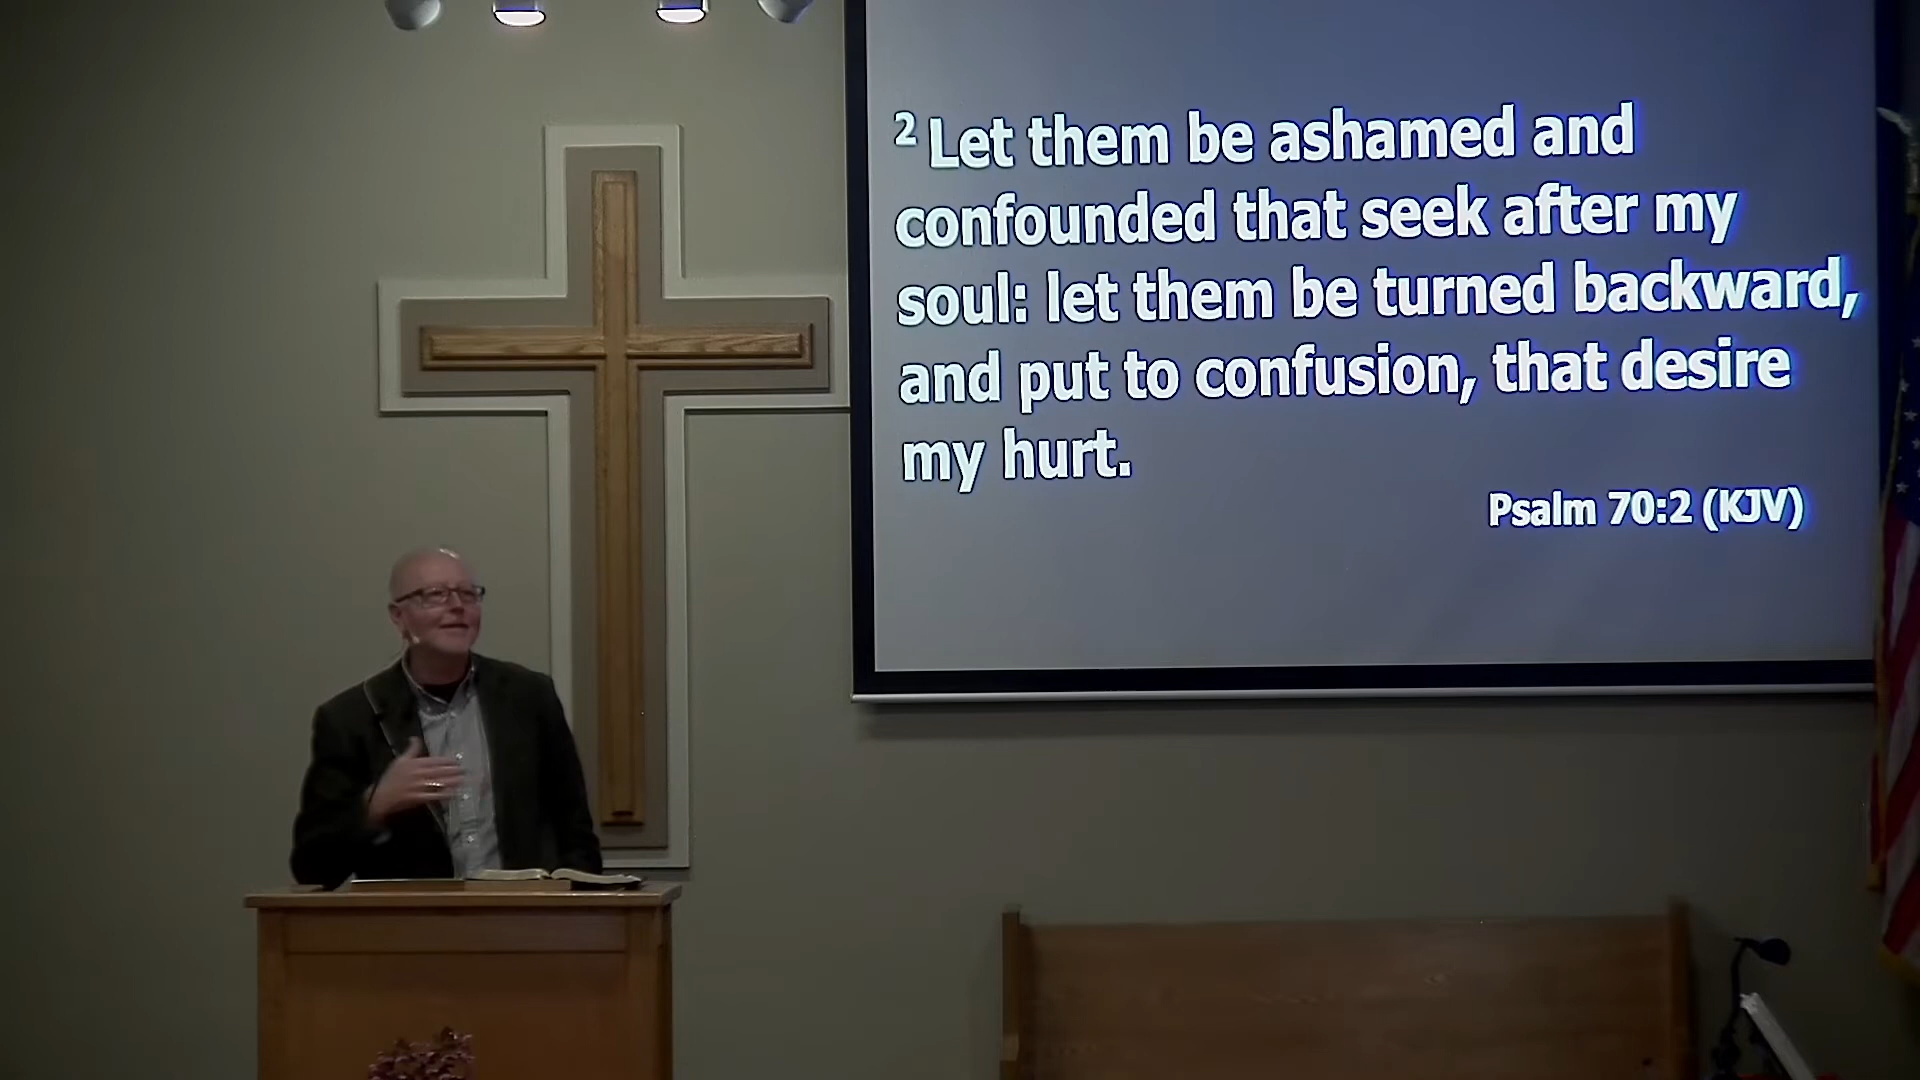 2 Let them be ashamed and
confounded that seek after my
soul: let them be turned backward,
and put to confusion, that desire
my hurt.
Psalm 70:2 (KJV)